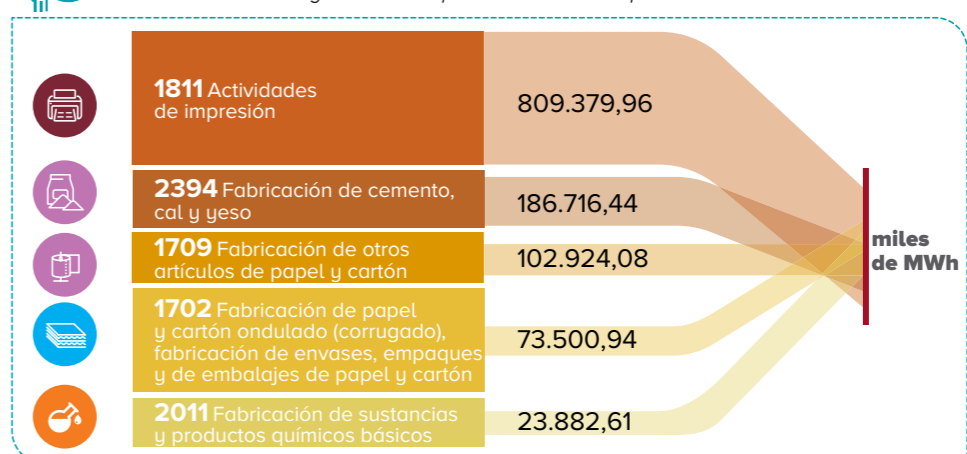 1811 Actividades
de impresión
809.379,96
2394 Fabricación de cemento,
cal y yeso
186.716,44
1709 Fabricación de otros
artículos de papel y cartón
102.924,08
1702 Fabricación de papel
y cartón ondulado (corrugado),
fabricación de envases, empaques
y de embalajes de papel y cartón
73.500,94
2011 Fabricación de sustancias
y productos químicos básicos
23.882,61
miles
de MWh